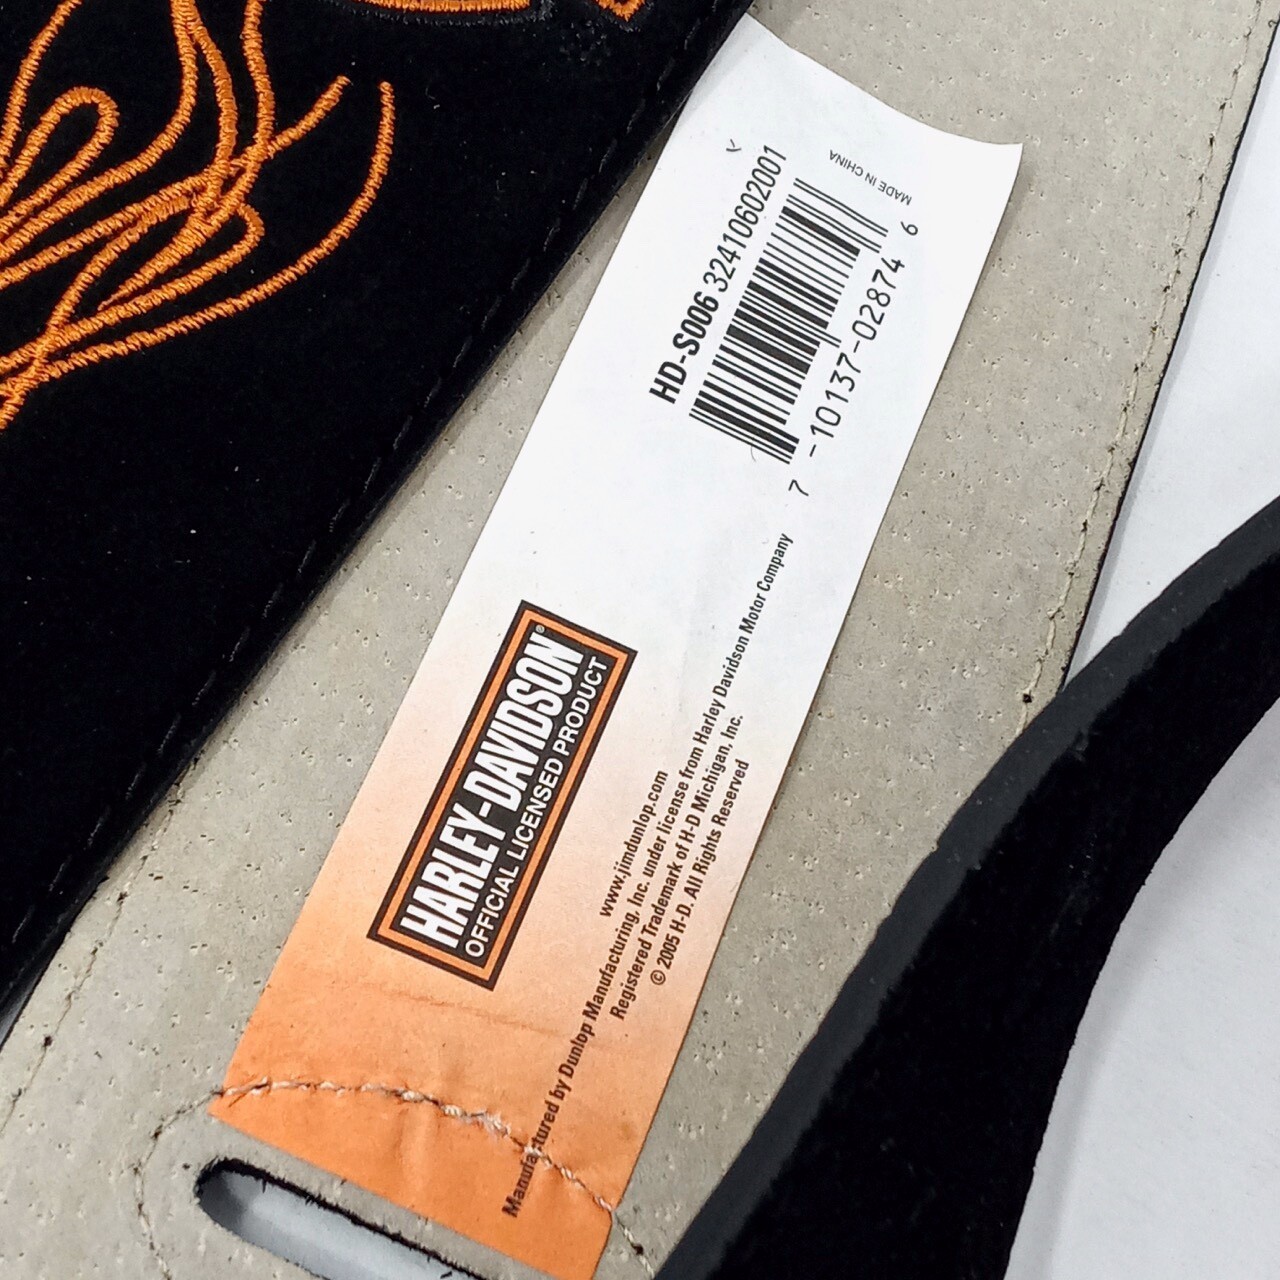 HD-S006 32410602001
MADE IN CHINA
7 -10137-02874 6
HARLEY-DAVIDSON®
OFFICIAL LICENSED PRODUCT
www.jimdunlop.com
Manufactured by Dunlop Manufacturing, Inc. under license from Harley Davidson Motor Company
Registered Trademark of H-D Michigan, Inc.
© 2005 H-D. All Rights Reserved